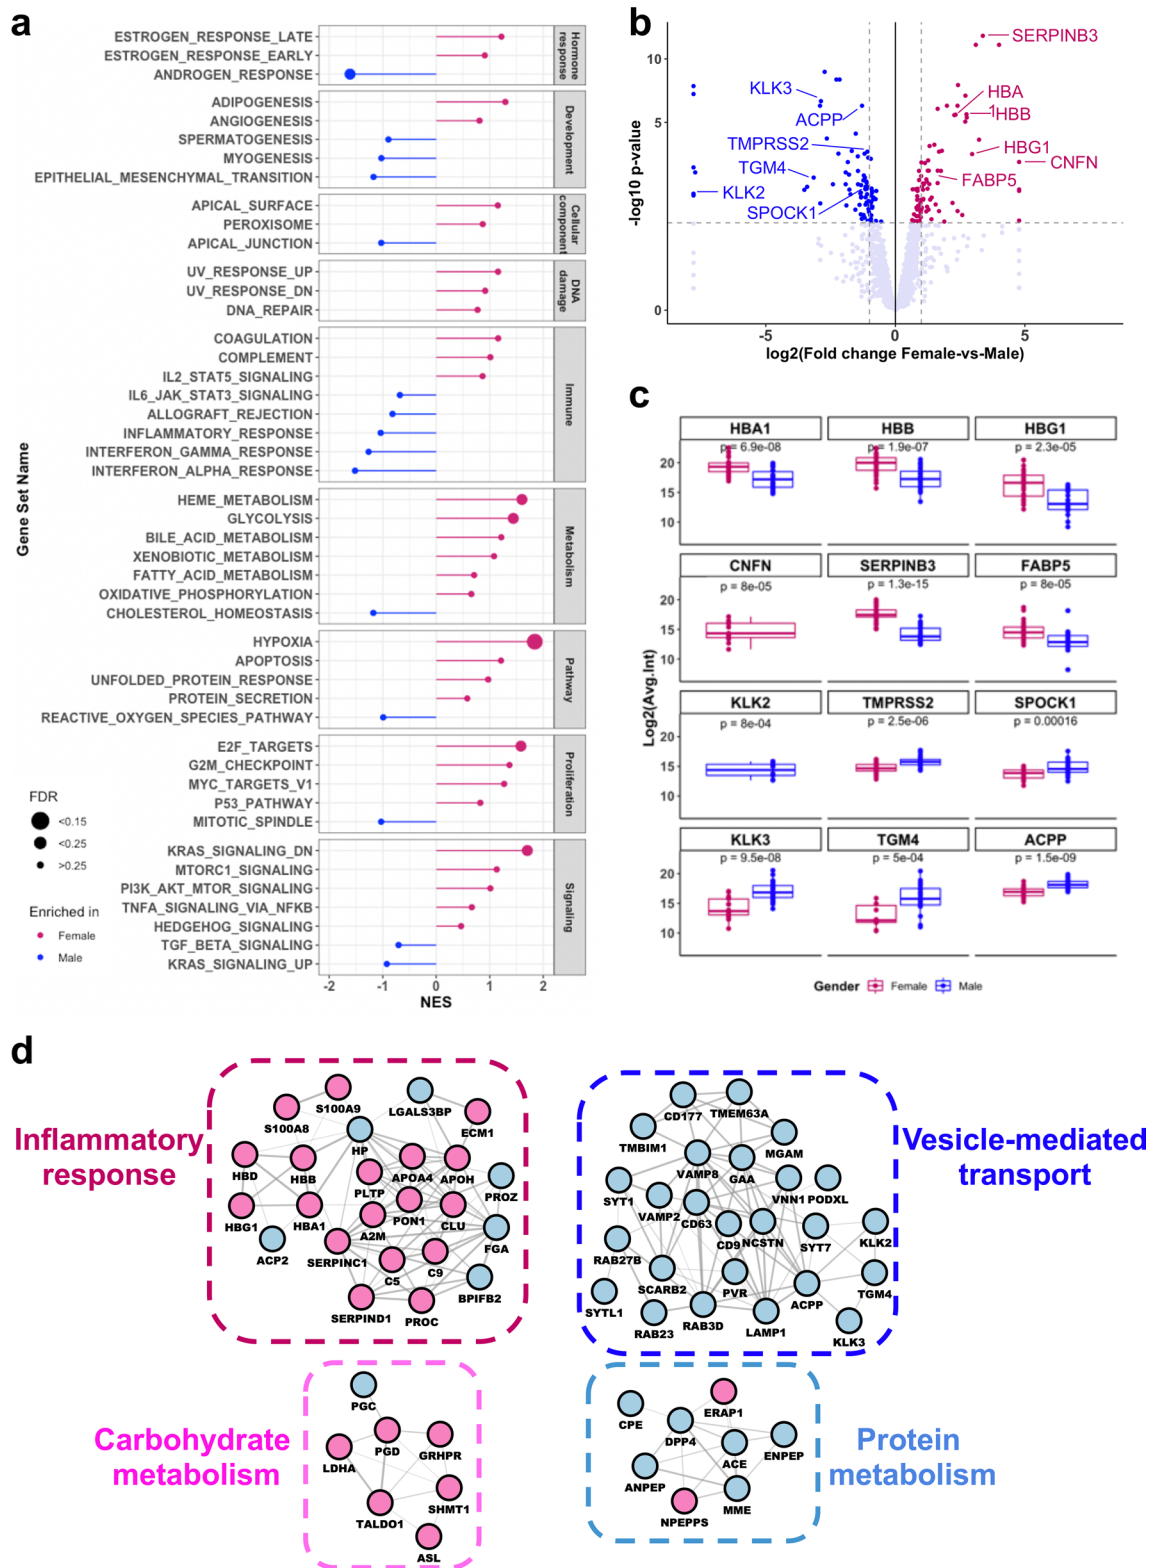 a
Gene Set Name
ESTROGEN_RESPONSE_LATE
ESTROGEN_RESPONSE_EARLY
ANDROGEN_RESPONSE
Hormone
response
ADIPOGENESIS
ANGIOGENESIS
SPERMATOGENESIS
MYOGENESIS
EPITHELIAL_MESENCHYMAL_TRANSITION
Development
APICAL_SURFACE
PEROXISOME
APICAL_JUNCTION
Cellular
component
UV_RESPONSE_UP
UV_RESPONSE_DN
DNA_REPAIR
DNA
damage
COAGULATION
COMPLEMENT
IL2_STAT5_SIGNALING
IL6_JAK_STAT3_SIGNALING
ALLOGRAFT_REJECTION
INFLAMMATORY_RESPONSE
INTERFERON_GAMMA_RESPONSE
INTERFERON_ALPHA_RESPONSE
Immune
HEME_METABOLISM
GLYCOLYSIS
BILE_ACID_METABOLISM
XENOBIOTIC_METABOLISM
FATTY_ACID_METABOLISM
OXIDATIVE_PHOSPHORYLATION
CHOLESTEROL_HOMEOSTASIS
Metabolism
HYPOXIA
APOPTOSIS
UNFOLDED_PROTEIN_RESPONSE
PROTEIN_SECRETION
REACTIVE_OXYGEN_SPECIES_PATHWAY
Pathway
E2F_TARGETS
G2M_CHECKPOINT
MYC_TARGETS_V1
P53_PATHWAY
MITOTIC_SPINDLE
Proliferation
KRAS_SIGNALING_DN
MTORC1_SIGNALING
PI3K_AKT_MTOR_SIGNALING
TNFA_SIGNALING_VIA_NFKB
HEDGEHOG_SIGNALING
TGF_BETA_SIGNALING
KRAS_SIGNALING_UP
Signaling
-2 -1 0 1 2
NES
FDR
<0.15
<0.25
>0.25
Enriched in
Female
Male
b
-log10 p-value
10
5
0
SERPINB3
KLK3
HBA
1
ACPP
HBB
TMPRSS2
HBG1
TGM4
CNFN
KLK2
FABP5
SPOCK1
-5 0 5
log2(Fold change Female-vs-Male)
c
Log2(Avg.Int)
HBA1 HBB HBG1
p = 6.9e-08 p = 1.9e-07 p = 2.3e-05
20
15
10
CNFN SERPINB3 FABP5
p = 8e-05 p = 1.3e-15 p = 8e-05
20
15
10
KLK2 TMPRSS2 SPOCK1
p = 8e-04 p = 2.5e-06 p = 0.00016
20
15
10
KLK3 TGM4 ACPP
p = 9.5e-08 p = 5e-04 p = 1.5e-09
20
15
10
Gender Female Male
d
Inflammatory
response
S100A9
S100A8
LGALS3BP
ECM1
HP
HBD
HBB
PLTP
APOA4
APOH
PROZ
HBG1
HBA1
A2M
PON1
CLU
FGA
ACP2
SERPINC1
C5
C9
BPIFB2
SERPIND1
PROC
Vesicle-mediated
transport
CD177
TMEM63A
TMBIM1
MGAM
VAMP8
GAA
SYT1
VAMP2
CD63
VNN1
PODXL
CD9
NCSTN
SYT7
KLK2
RAB27B
SCARB2
PVR
ACPP
TGM4
SYTL1
RAB23
RAB3D
LAMP1
KLK3
Carbohydrate
metabolism
PGC
PGD
GRHPR
LDHA
SHMT1
TALDO1
ASL
Protein
metabolism
CPE
ERAP1
DPP4
ACE
ENPEP
ANPEP
MME
NPEPPS